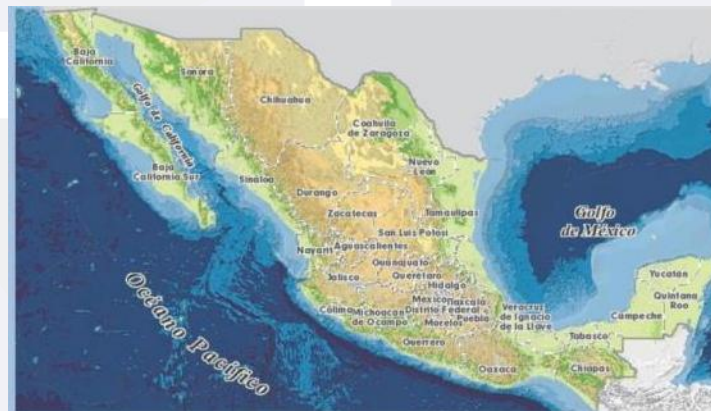 Baja
California
Sonora
Chihuahua
Golfo de California
Coahuila
de Zaragoza
Nuevo
León
Baja
California Sur
Sinaloa
Durango
Zacatecas
Tamaulipas
San Luis Potosí
Golfo
de México
Nayarit
Aguascalientes
Guanajuato
Jalisco
Querétaro
Hidalgo
Yucatán
Quintana
Roo
Campeche
México
Tlaxcala
Colima
Michoacan
de Ocampo
Distrito Federal
Puebla
Morelos
Veracruz
de Ignacio
de la Llave
Tabasco
Guerrero
Oaxaca
Chiapas
Océano Pacífico